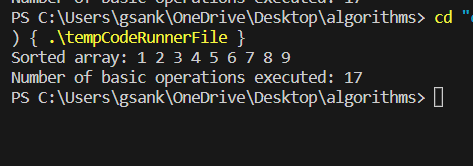 Number of basic operations executed: 17
PS C:\Users\gsank\OneDrive\Desktop\algorithms> cd "
) { .\tempCodeRunnerFile }
Sorted array: 1 2 3 4 5 6 7 8 9
Number of basic operations executed: 17
PS C:\Users\gsank\OneDrive\Desktop\algorithms>